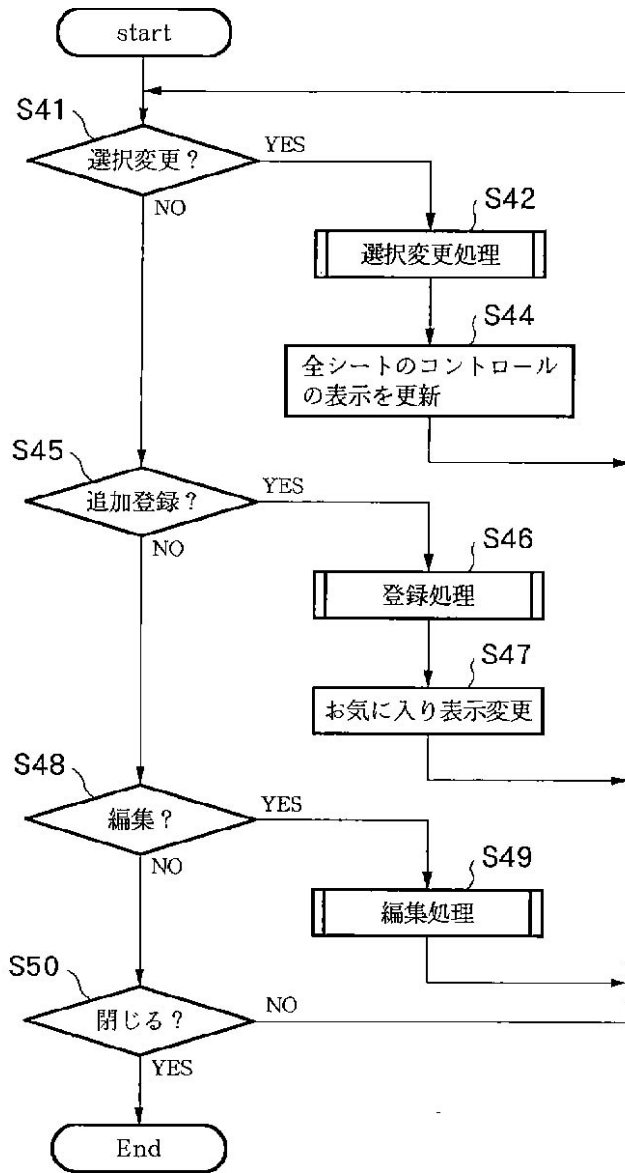 start
S41
選択変更？
YES
NO
S42
選択変更処理
S44
全シートのコントロール
の表示を更新
S45
追加登録？
YES
NO
S46
登録処理
S47
お気に入り表示変更
S48
編集？
YES
NO
S49
編集処理
S50
閉じる？
NO
YES
End